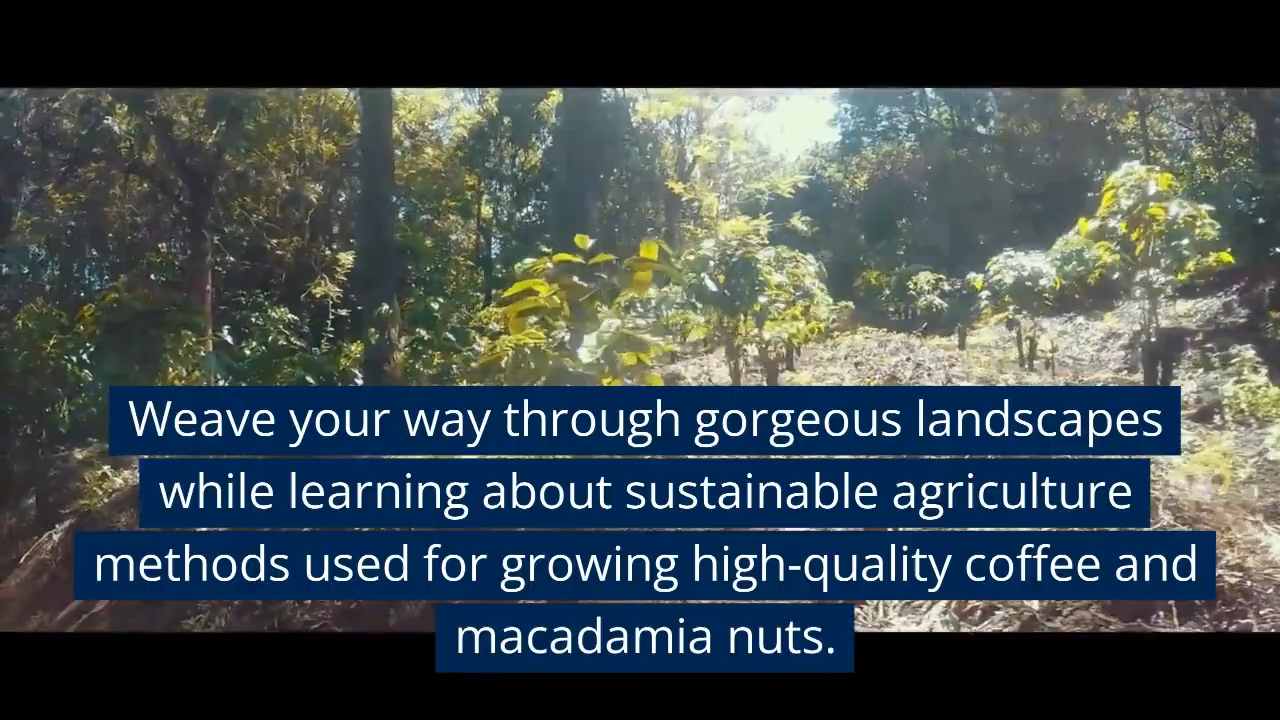 Weave your way through gorgeous landscapes
while learning about sustainable agriculture
methods used for growing high-quality coffee and
macadamia nuts.